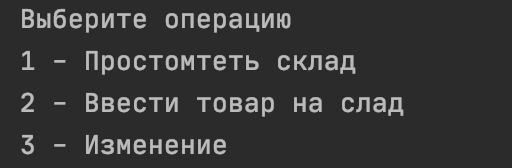 Выберите операцию
1 – Простомтеть склад
2 – Ввести товар на слад
3 – Изменение